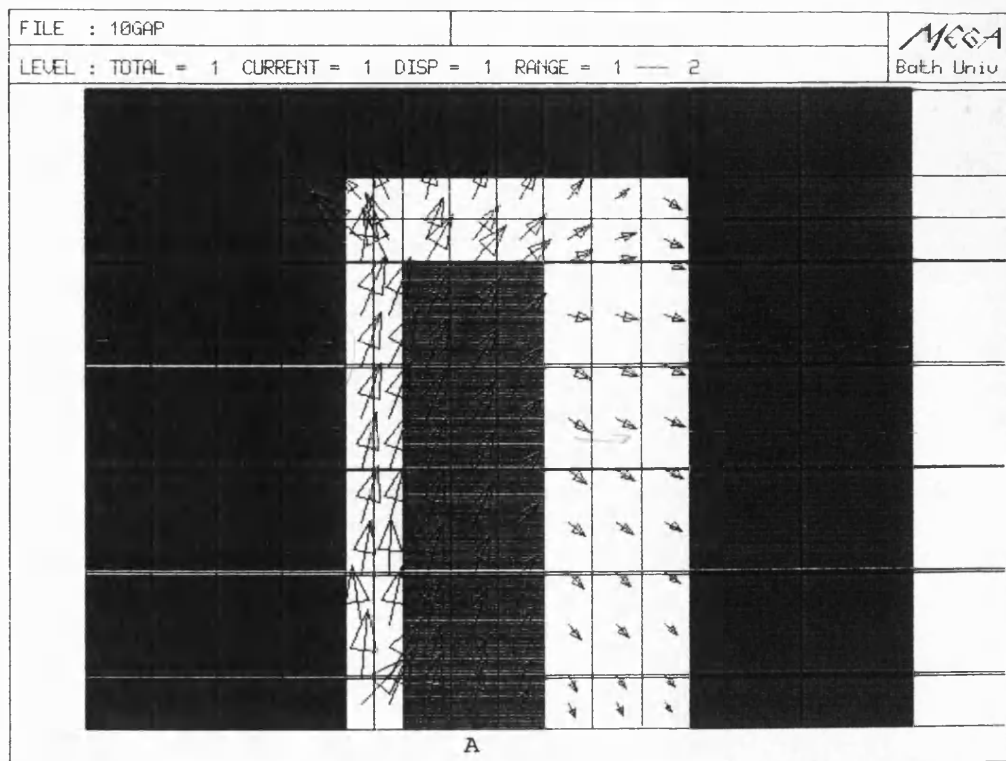 FILE : 10GAP
MEGA
LEVEL : TOTAL = 1 CURRENT = 1 DISP = 1 RANGE = 1 --- 2
Bath Univ
A